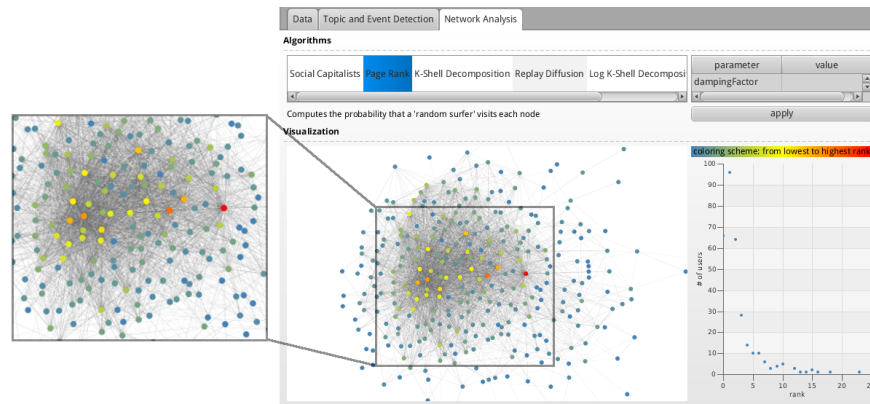 Data Topic and Event Detection Network Analysis
Algorithms
Social Capitalists Page Rank K-Shell Decomposition Replay Diffusion Log K-Shell Decomposi
parameter value
dampingFactor
Computes the probability that a 'random surfer' visits each node
apply
Visualization
coloring scheme: from lowest to highest rank
100
90
80
70
60
50
40
30
20
10
0
# of users
0 5 10 15 20
rank